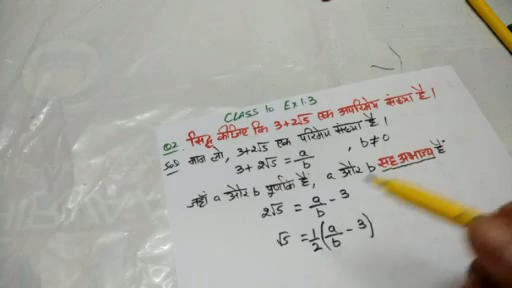 CLASS 10 EX 1.3
Q2. सिद्ध कीजिए कि 3+2√5 एक अपरिमेय संख्या है।
Sol) मान लो, 3+2√5 एक परिमेय संख्या है।
3+2√5 = a/b , b≠0
जहाँ a और b पूर्णांक हैं, a और b सह अभाज्य हैं
2√5 = a/b - 3
√5 = 1/2 (a/b - 3)